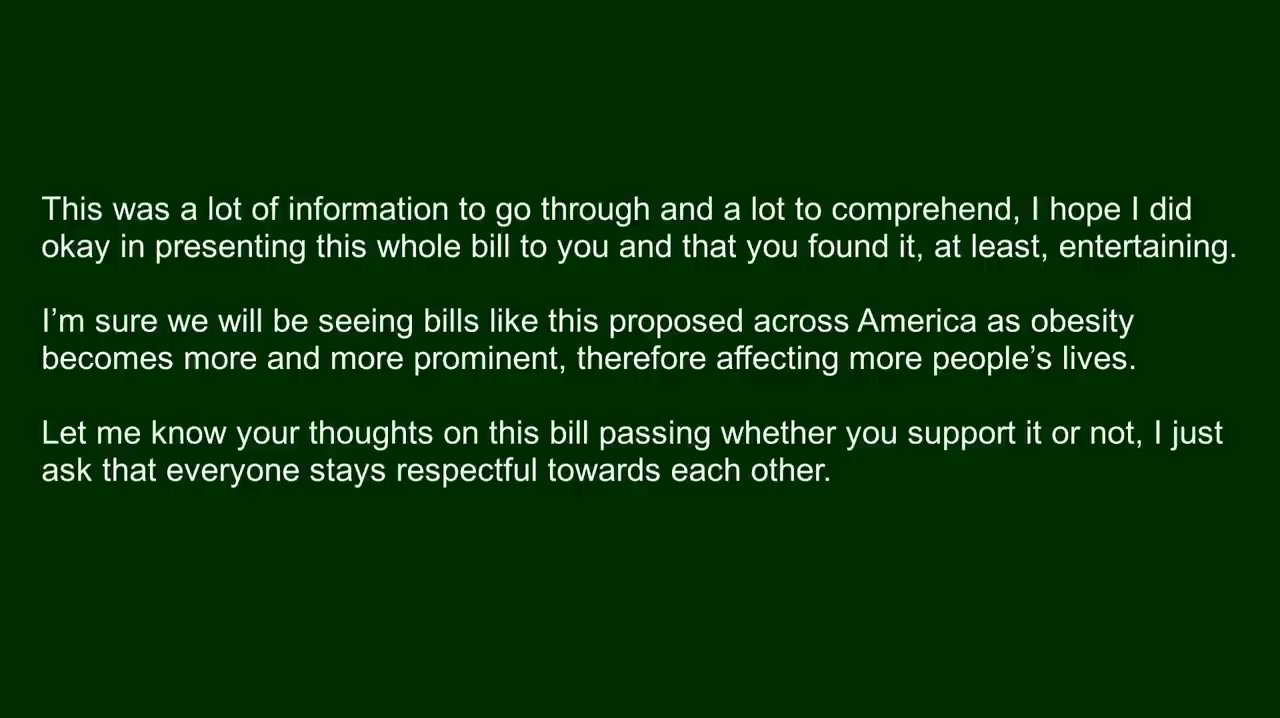 This was a lot of information to go through and a lot to comprehend, I hope I did
okay in presenting this whole bill to you and that you found it, at least, entertaining.
I’m sure we will be seeing bills like this proposed across America as obesity
becomes more and more prominent, therefore affecting more people’s lives.
Let me know your thoughts on this bill passing whether you support it or not, I just
ask that everyone stays respectful towards each other.